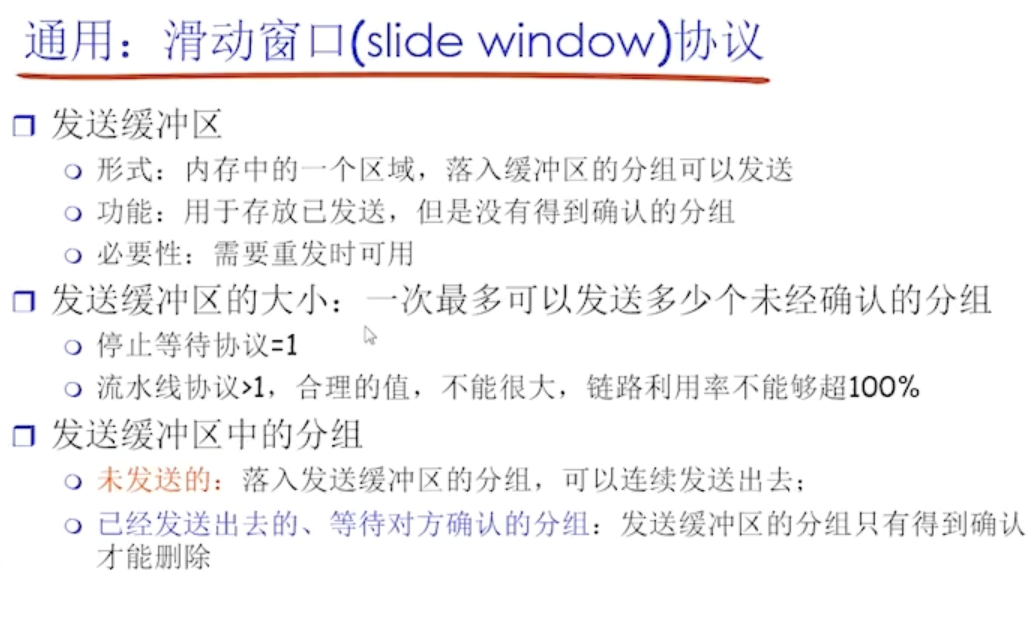 通用：滑动窗口(slide window)协议
发送缓冲区
形式：内存中的一个区域，落入缓冲区的分组可以发送
功能：用于存放已发送，但是没有得到确认的分组
必要性：需要重发时可用
发送缓冲区的大小：一次最多可以发送多少个未经确认的分组
停止等待协议=1
流水线协议>1，合理的值，不能很大，链路利用率不能够超100%
发送缓冲区中的分组
未发送的：落入发送缓冲区的分组，可以连续发送出去；
已经发送出去的、等待对方确认的分组：发送缓冲区的分组只有得到确认
才能删除